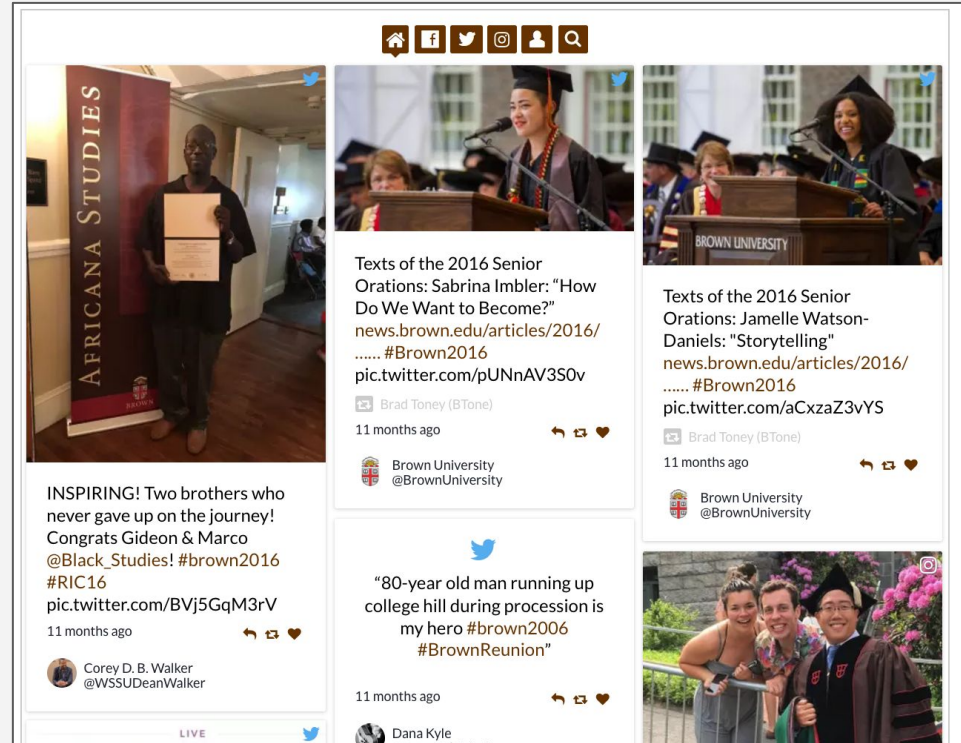 AFRICANA STUDIES
BROWN
INSPIRING! Two brothers who
never gave up on the journey!
Congrats Gideon & Marco
@Black_Studies! #brown2016
#RIC16
pic.twitter.com/BVj5GqM3rV
11 months ago
Corey D. B. Walker
@WSSUDeanWalker
LIVE
Texts of the 2016 Senior
Orations: Sabrina Imbler: “How
Do We Want to Become?”
news.brown.edu/articles/2016/
…… #Brown2016
pic.twitter.com/pUNnAV3S0v
Brad Toney (BTone)
11 months ago
Brown University
@BrownUniversity
“80-year old man running up
college hill during procession is
my hero #brown2006
#BrownReunion”
11 months ago
Dana Kyle
BROWN UNIVERSITY
Texts of the 2016 Senior
Orations: Jamelle Watson-
Daniels: "Storytelling"
news.brown.edu/articles/2016/
…… #Brown2016
pic.twitter.com/aCxzaZ3vYS
Brad Toney (BTone)
11 months ago
Brown University
@BrownUniversity